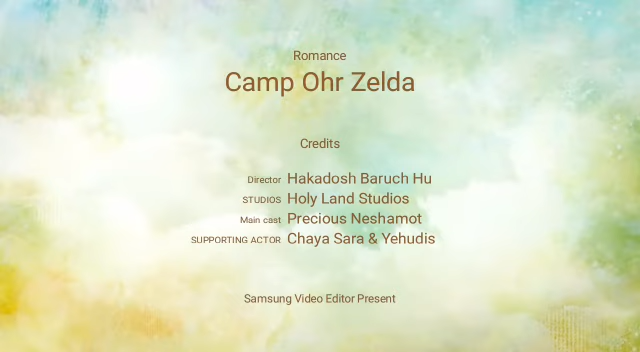 Romance
Camp Ohr Zelda
Credits
Director Hakadosh Baruch Hu
STUDIOS Holy Land Studios
Main cast Precious Neshamot
SUPPORTING ACTOR Chaya Sara & Yehudis
Samsung Video Editor Present